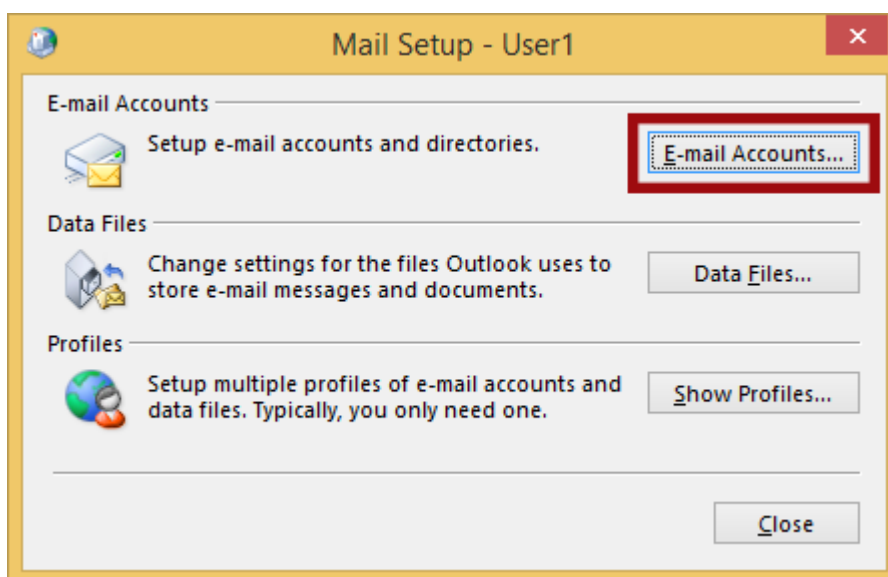 Mail Setup - User1
E-mail Accounts
Setup e-mail accounts and directories.
E-mail Accounts...
Data Files
Change settings for the files Outlook uses to
store e-mail messages and documents.
Data Files...
Profiles
Setup multiple profiles of e-mail accounts and
data files. Typically, you only need one.
Show Profiles...
Close